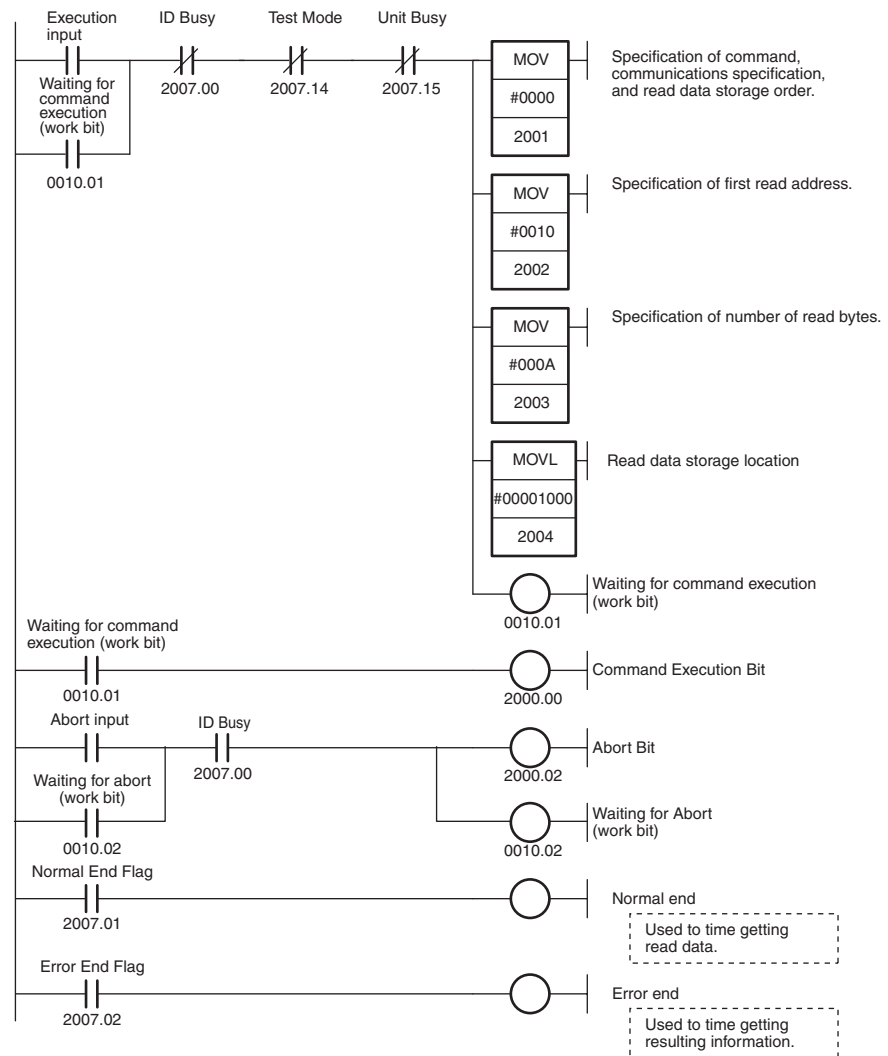 Execution
input
ID Busy
Test Mode
Unit Busy
2007.00
2007.14
2007.15
Waiting for
command
execution
(work bit)
0010.01
MOV
#0000
2001
Specification of command,
communications specification,
and read data storage order.
MOV
#0010
2002
Specification of first read address.
MOV
#000A
2003
Specification of number of read bytes.
MOVL
#00001000
2004
Read data storage location
Waiting for command execution
(work bit)
0010.01
Waiting for command
execution (work bit)
0010.01
Command Execution Bit
2000.00
Abort input
ID Busy
2007.00
Abort Bit
2000.02
Waiting for abort
(work bit)
0010.02
Waiting for Abort
(work bit)
0010.02
Normal End Flag
2007.01
Normal end
Used to time getting
read data.
Error End Flag
2007.02
Error end
Used to time getting
resulting information.